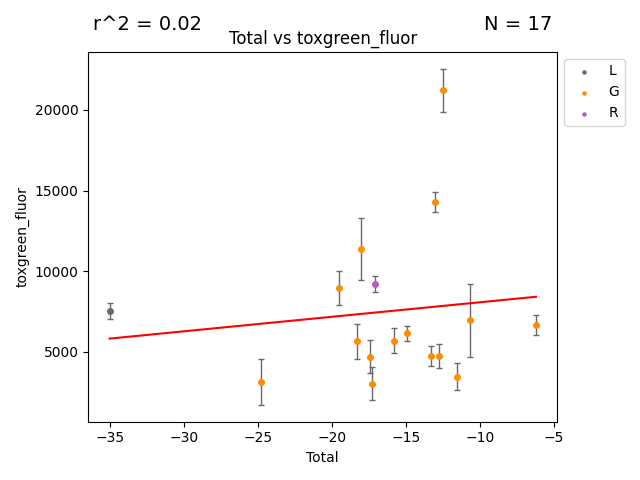 r^2 = 0.02
N = 17
Total vs toxgreen_fluor
L
G
R
20000
15000
10000
5000
toxgreen_fluor
−35 −30 −25 −20 −15 −10 −5
Total